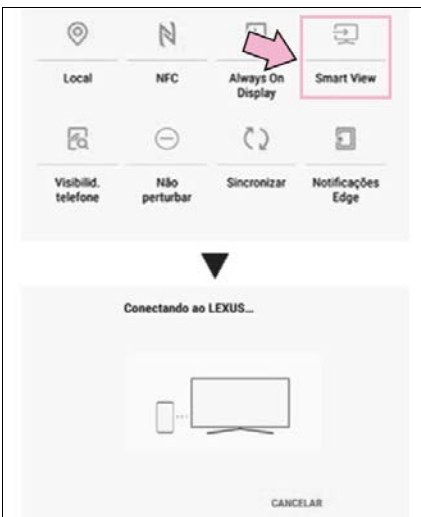 Local NFC Always On Smart View
Display
Visibilid. Não Sincronizar Notificações
telefone perturbar Edge
Conectando ao LEXUS...
CANCELAR